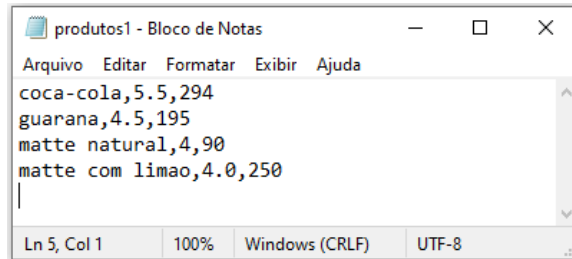 produtos1 - Bloco de Notas
Arquivo Editar Formatar Exibir Ajuda
coca-cola,5.5,294
guarana,4.5,195
matte natural,4,90
matte com limao,4.0,250
Ln 5, Col 1 100% Windows (CRLF) UTF-8